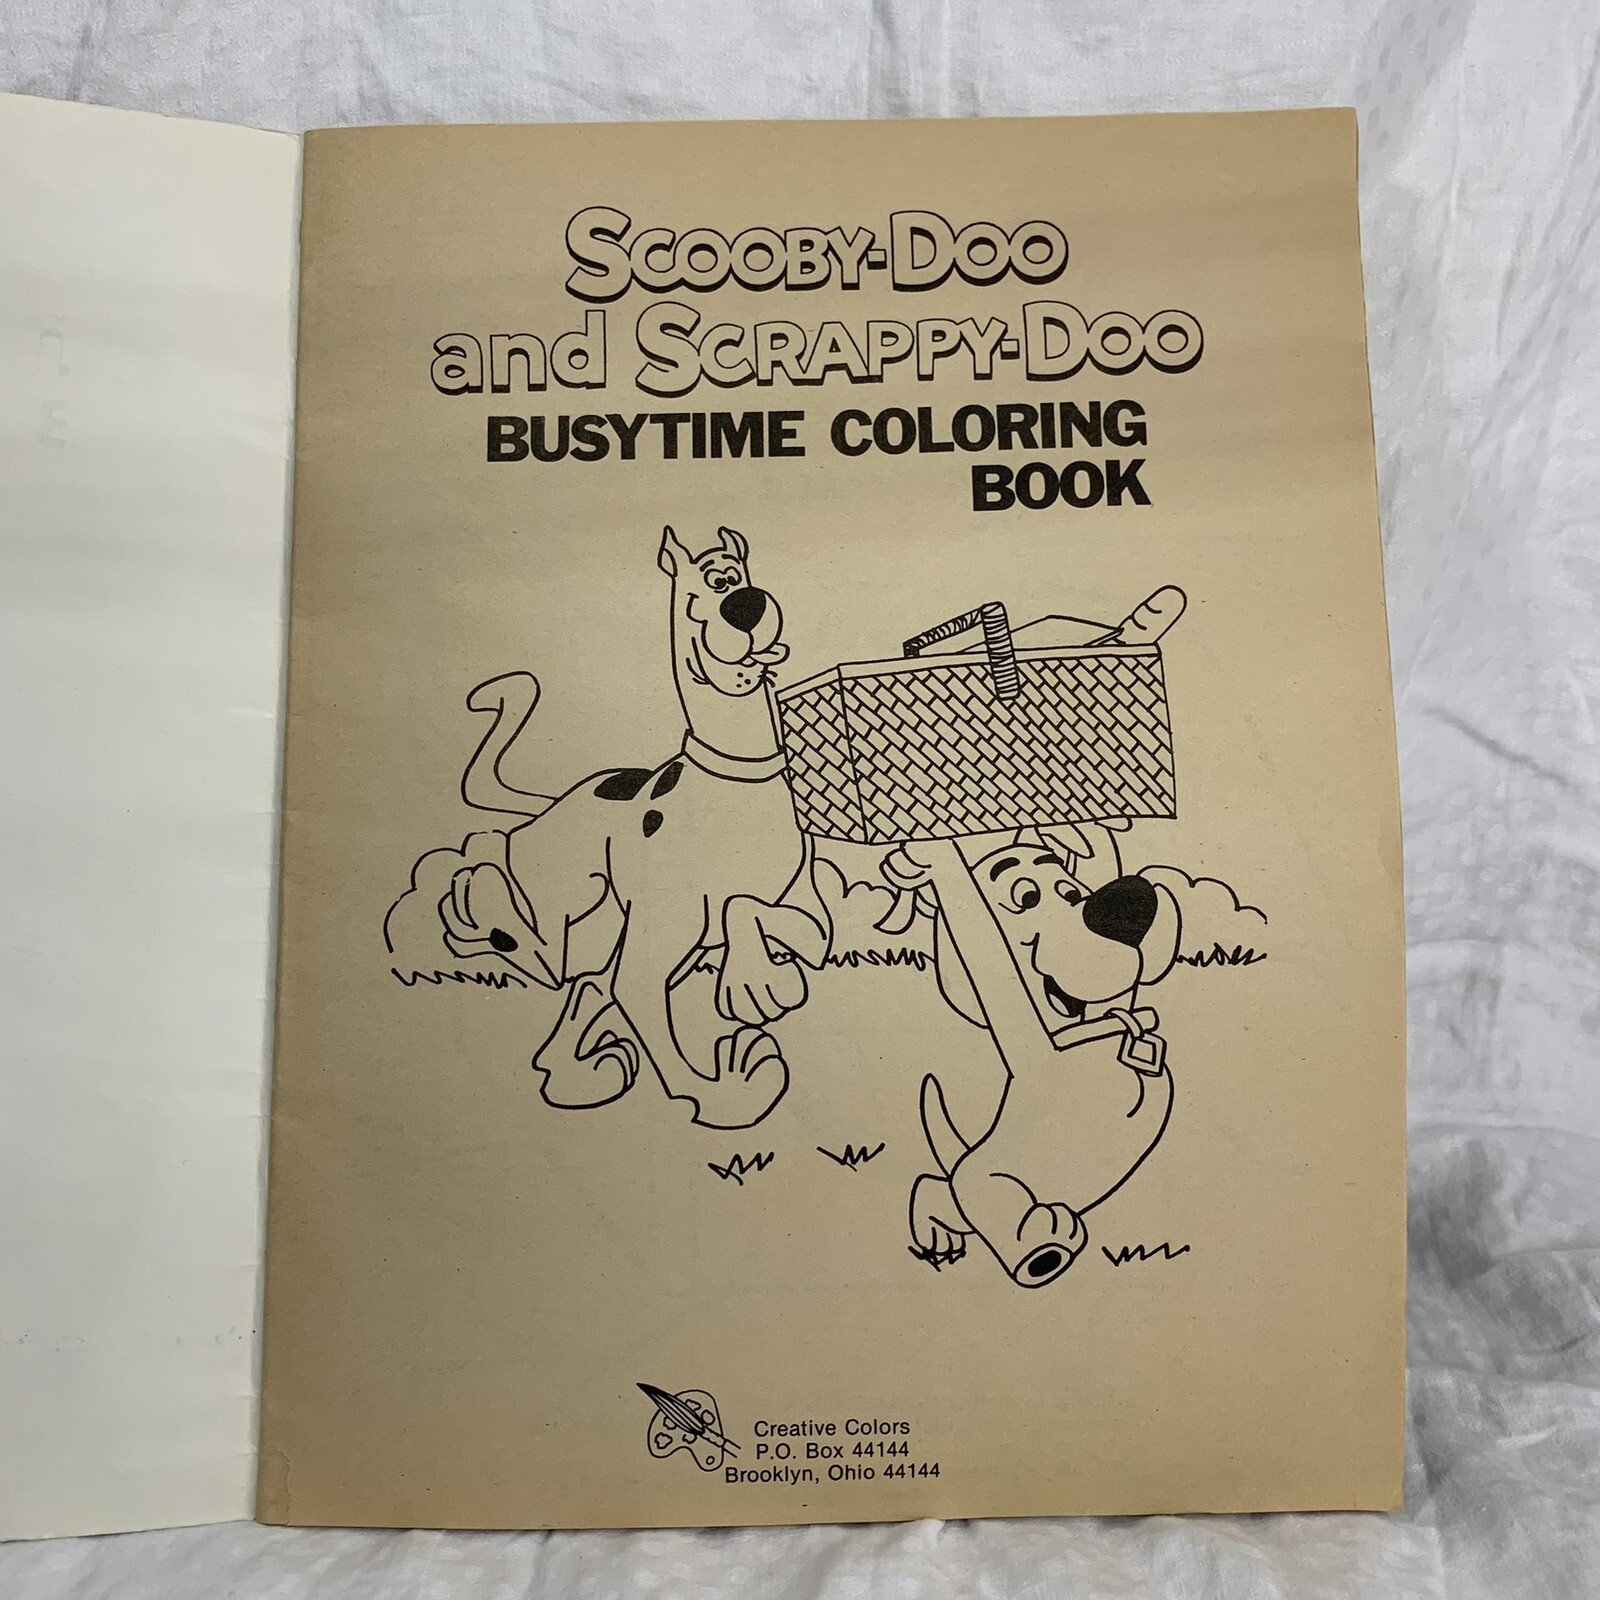 SCOOBY-DOO
and SCRAPPY-DOO
BUSYTIME COLORING
BOOK
Creative Colors
P.O. Box 44144
Brooklyn, Ohio 44144